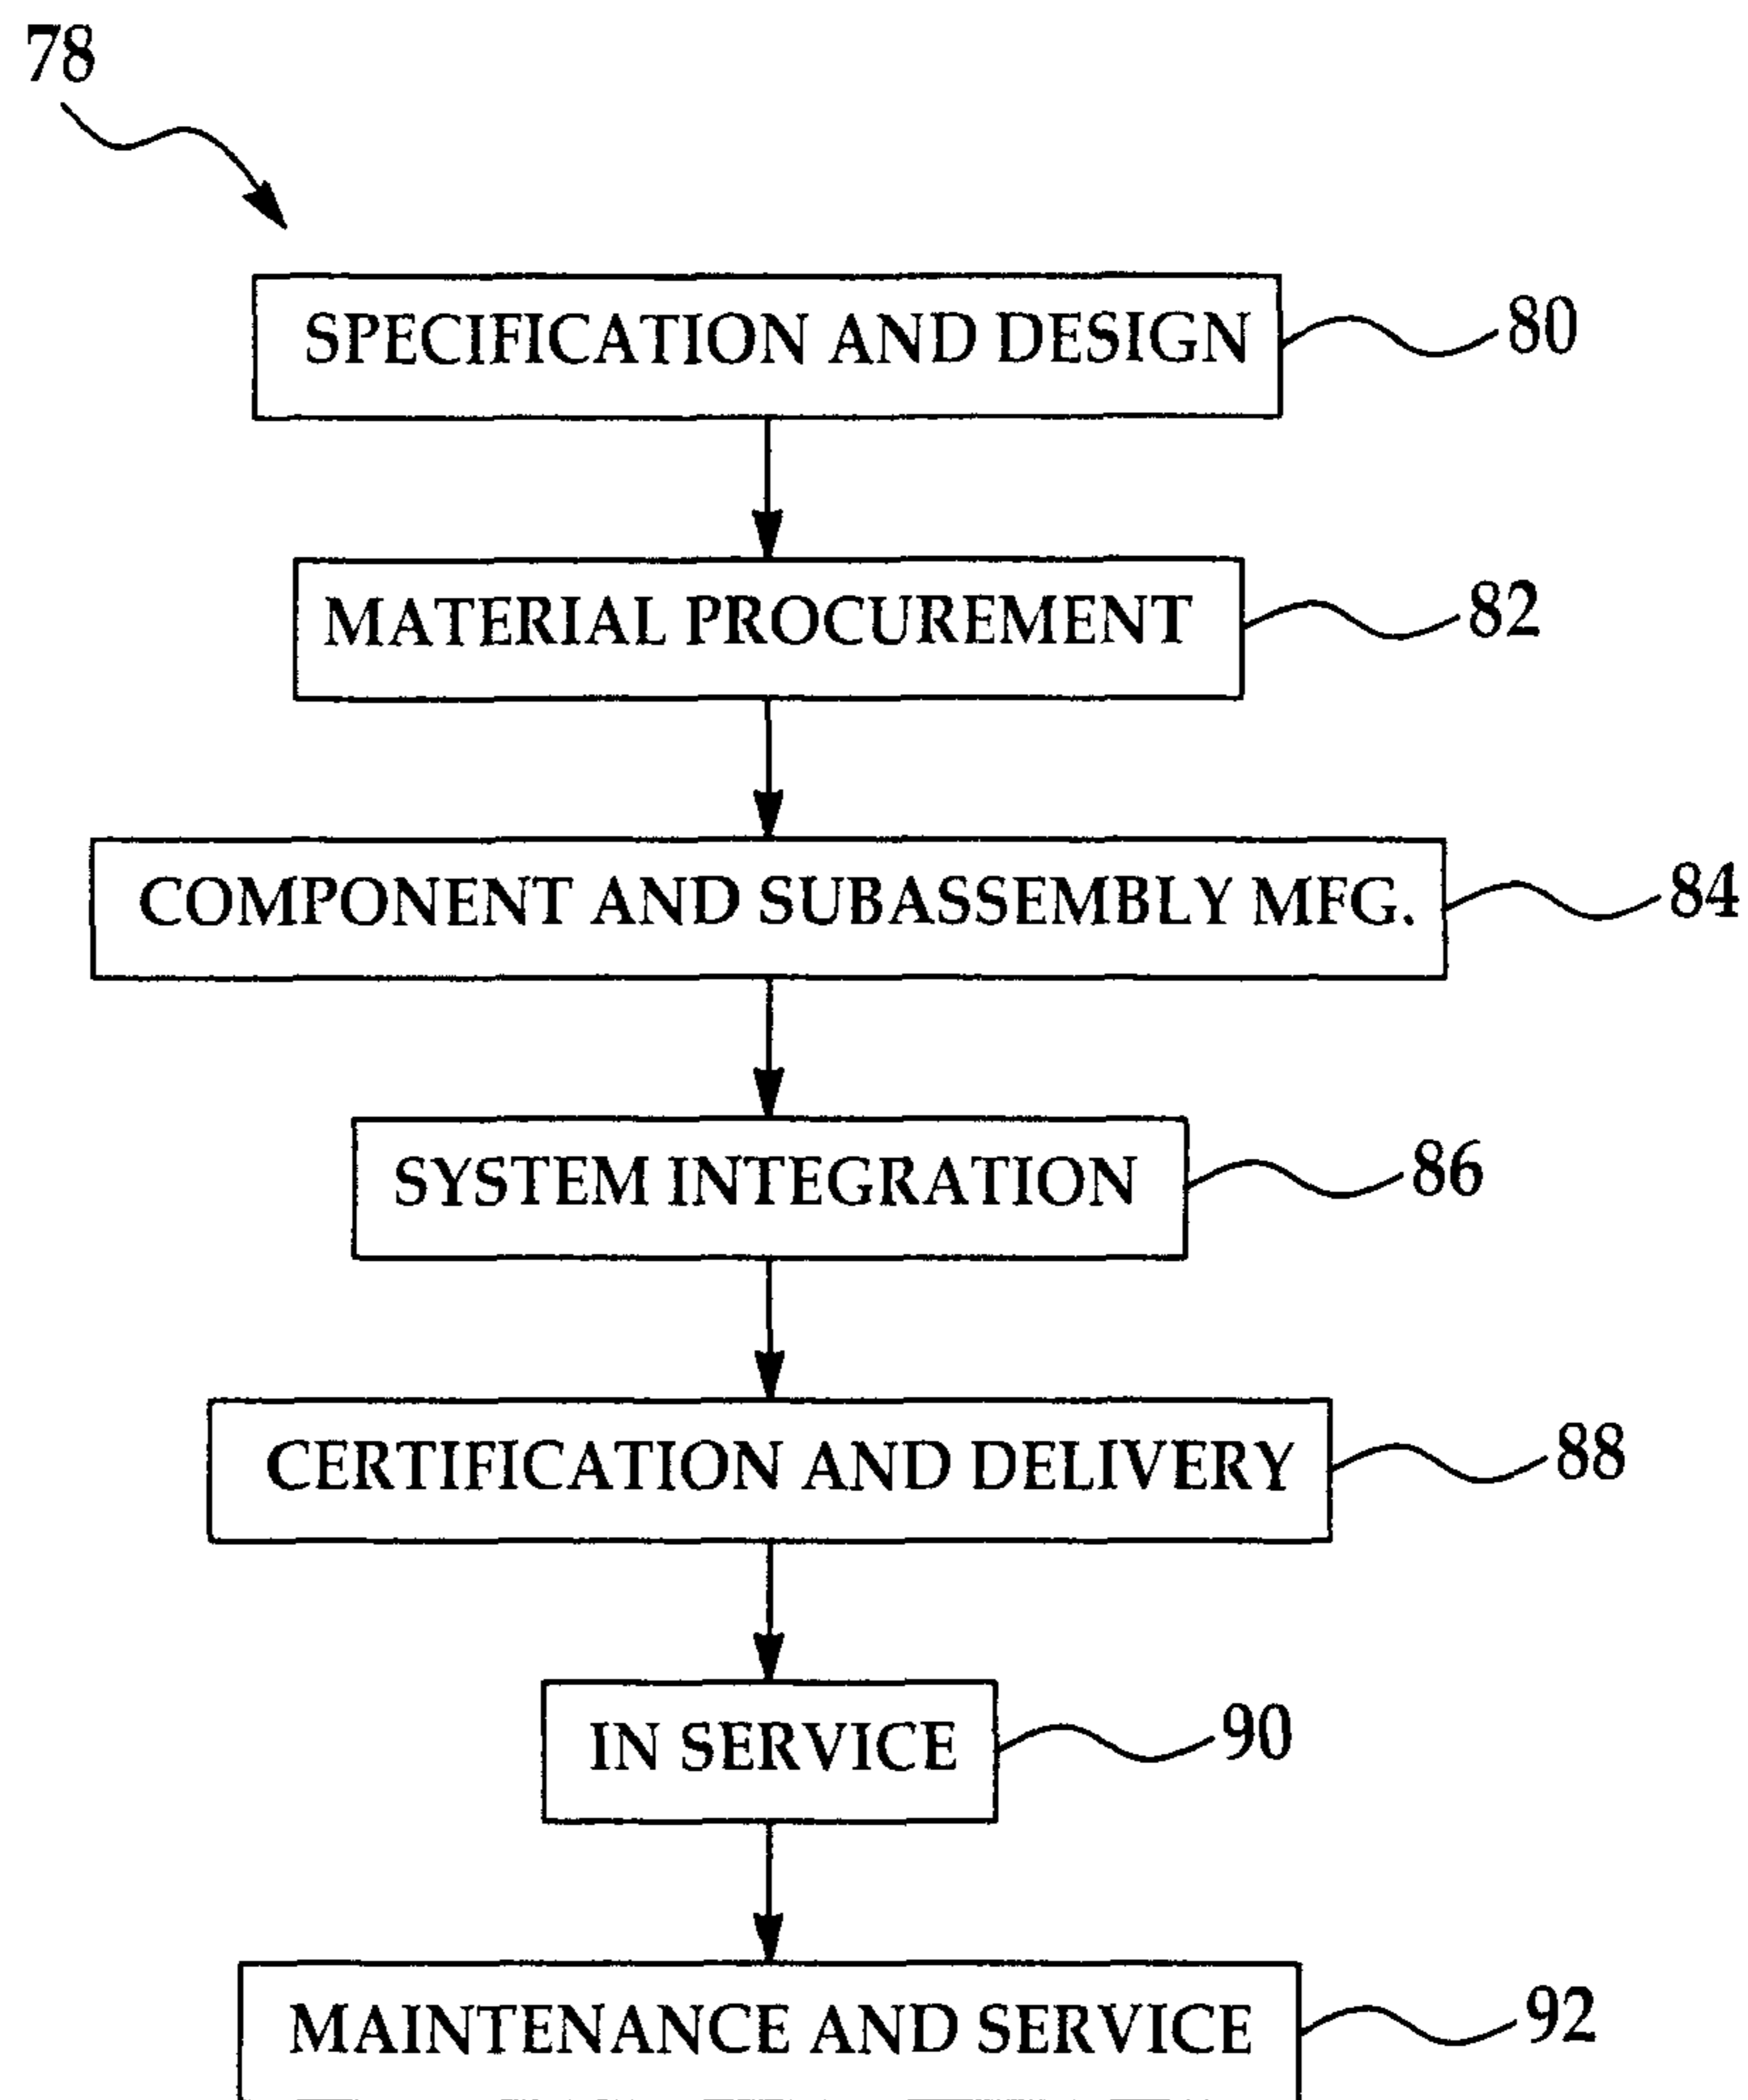 78
SPECIFICATION AND DESIGN 80
MATERIAL PROCUREMENT 82
COMPONENT AND SUBASSEMBLY MFG. 84
SYSTEM INTEGRATION 86
CERTIFICATION AND DELIVERY 88
IN SERVICE 90
MAINTENANCE AND SERVICE 92